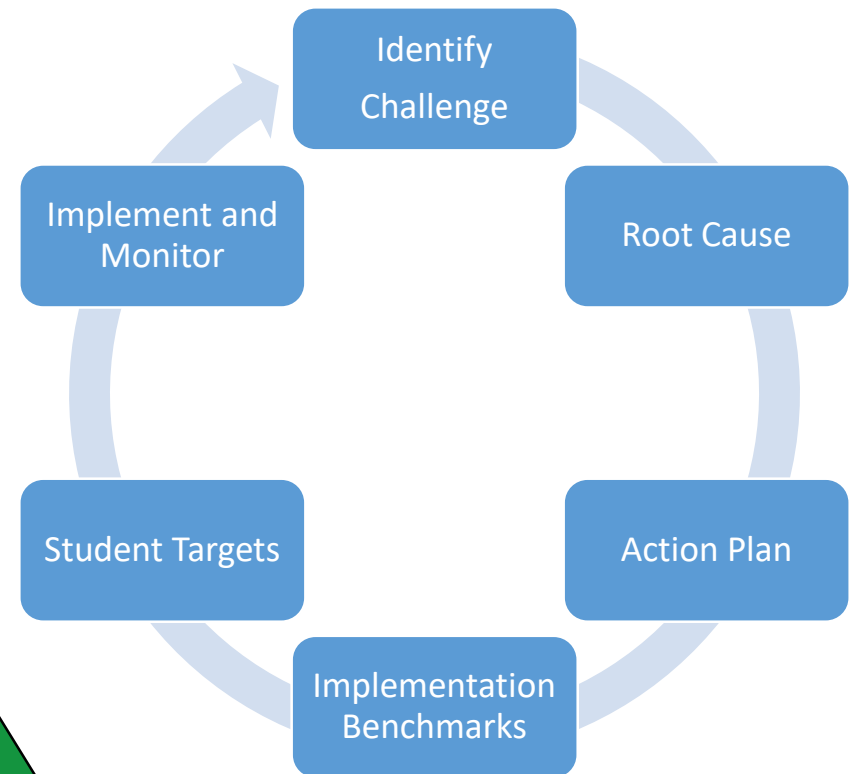 Identify
Challenge
Root Cause
Action Plan
Implementation
Benchmarks
Student Targets
Implement and
Monitor